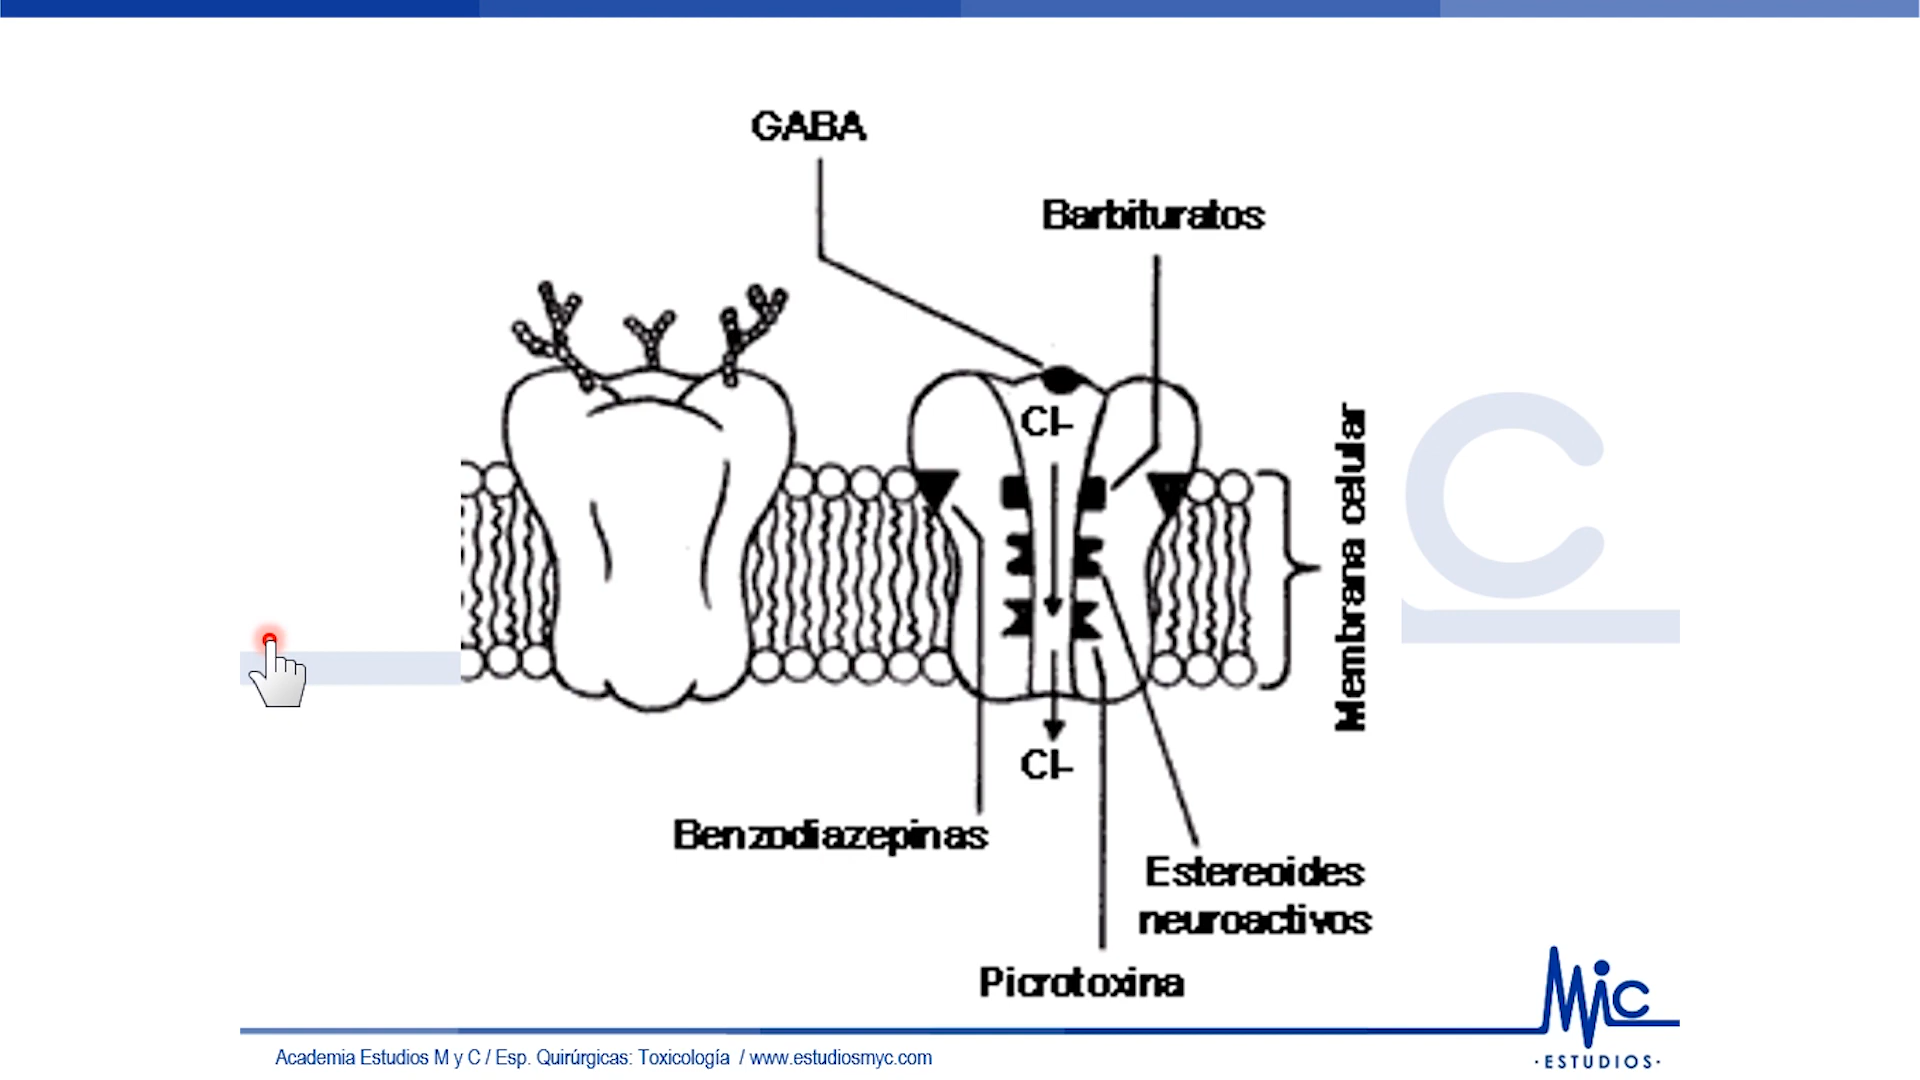 GABA
Barbituratos
Cl-
Membrana celular
Cl-
Benzodiazepinas
Estereoides
neuroactivos
Picrotoxina
MiC
·ESTUDIOS·
Academia Estudios M y C / Esp. Quirúrgicas: Toxicología / www.estudiosmyc.com
C